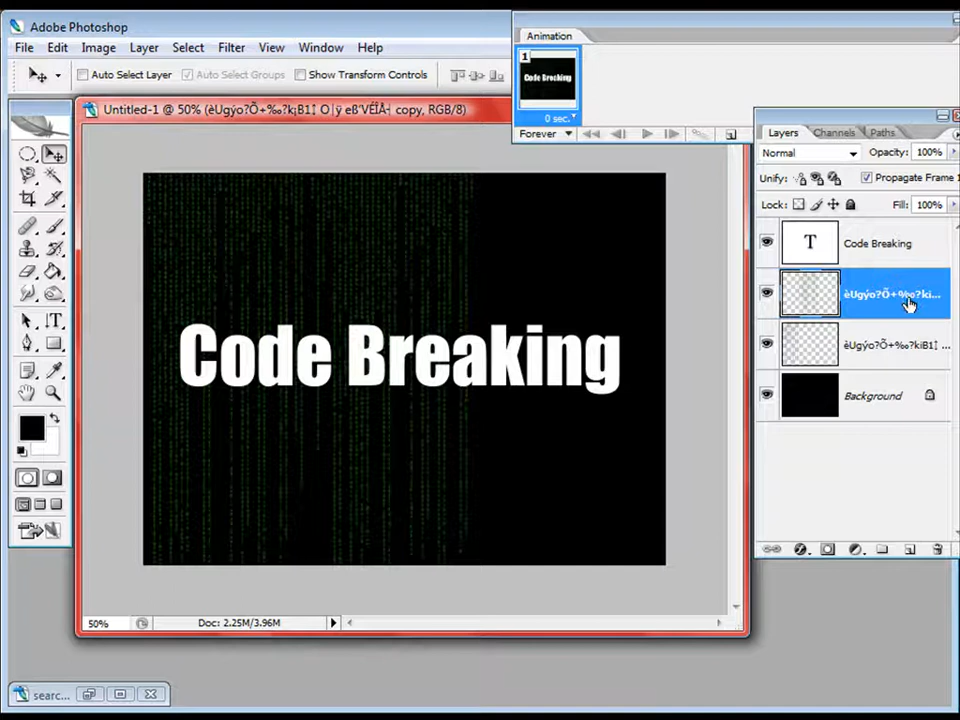 Adobe Photoshop
Animation
File Edit Image Layer Select Filter View Window Help
Auto Select Layer Auto Select Groups Show Transform Controls
1
Code Breaking
0 sec.
Forever
Untitled-1 @ 50% copy, RGB/8)
Layers Channels Paths
Normal Opacity: 100%
Unify: Propagate Frame 1
Lock: Fill: 100%
T Code Breaking
Background
Code Breaking
T
50% Doc: 2.25M/3.96M
searc...